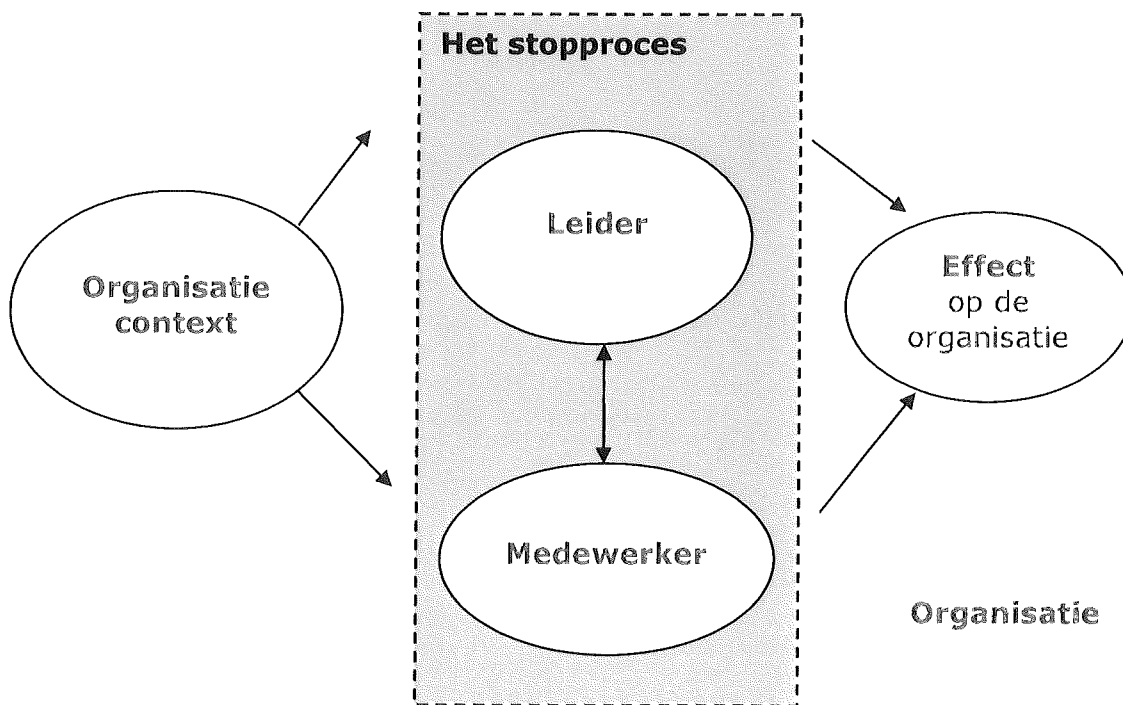 Het stopproces
Leider
Organisatie
context
Effect
op de
organisatie
Medewerker
Organisatie